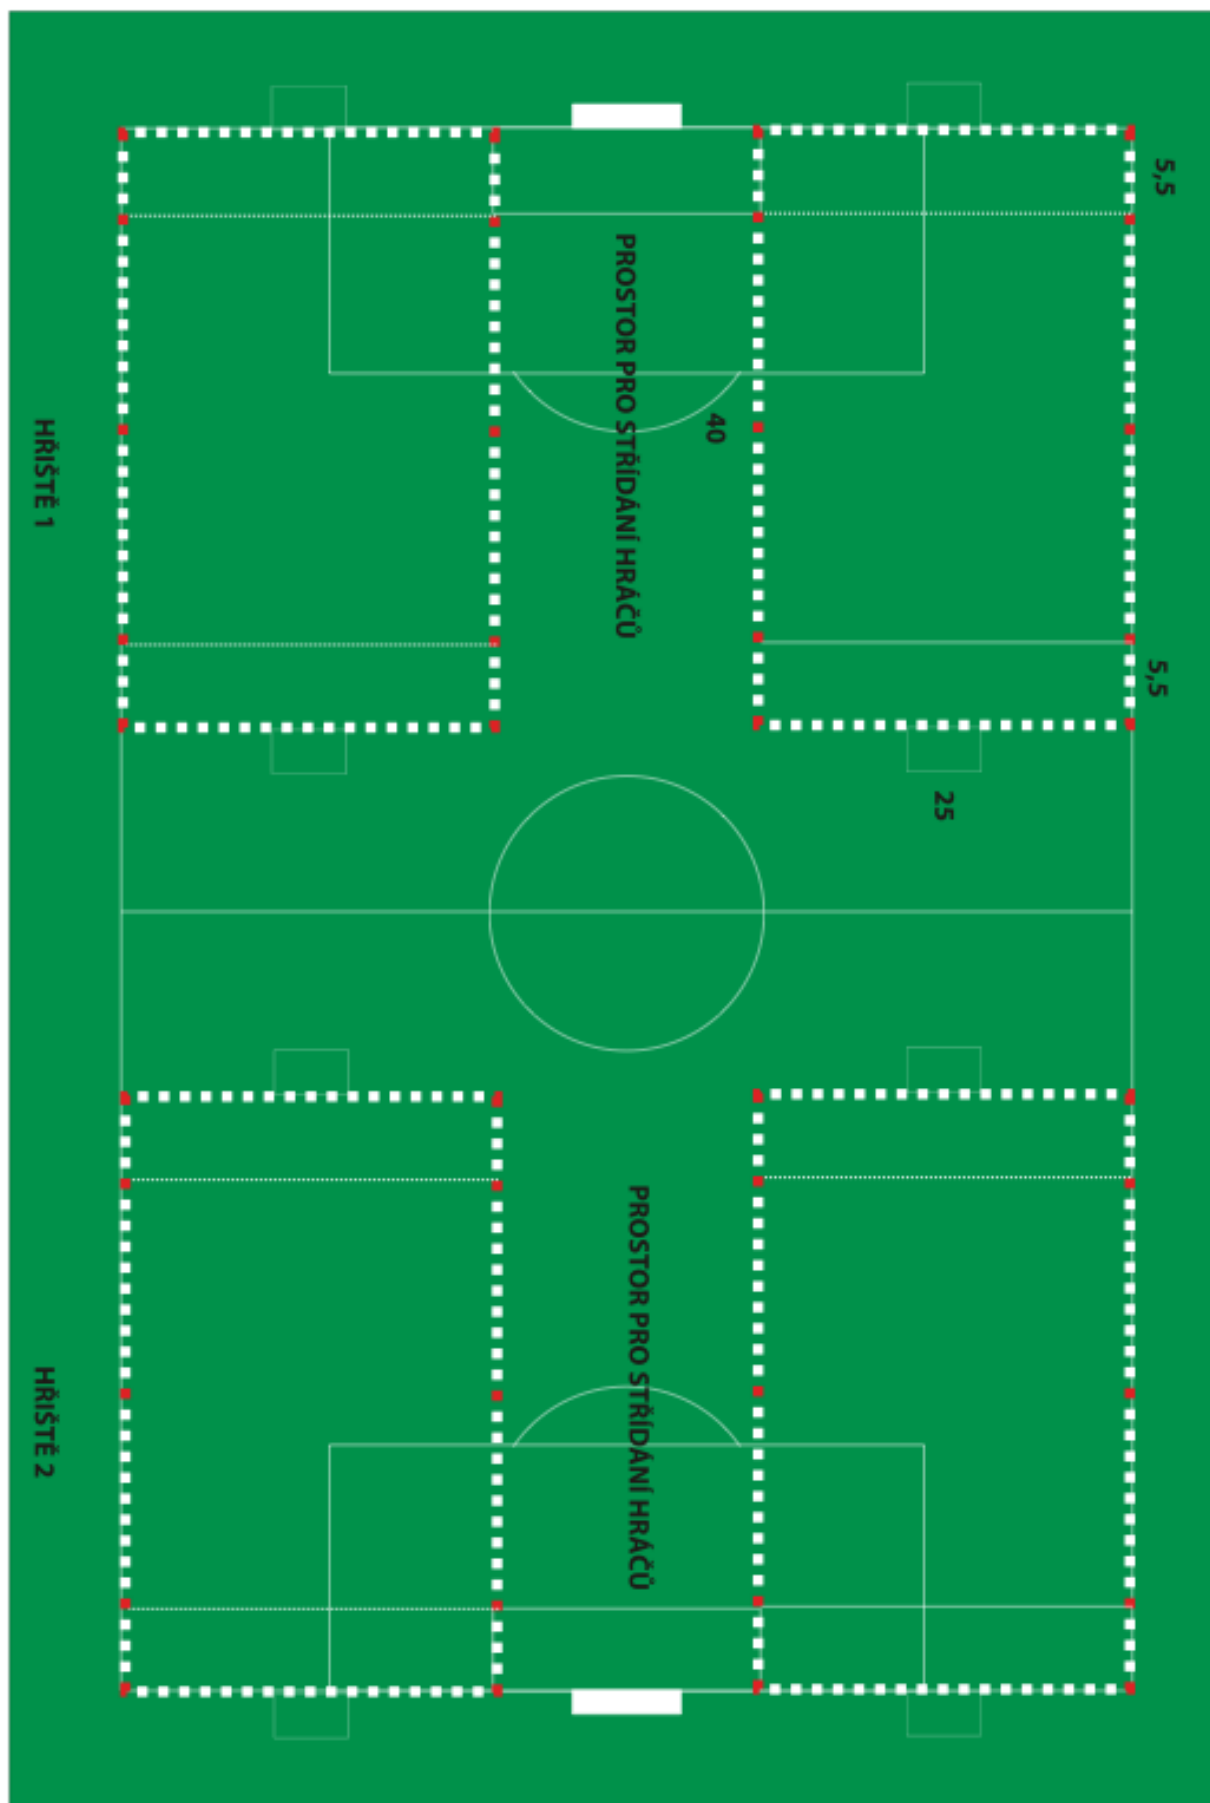 5,5
PROSTOR PRO STŘÍDÁNÍ HRÁČŮ
40
HŘIŠTĚ 1
5,5
25
PROSTOR PRO STŘÍDÁNÍ HRÁČŮ
HŘIŠTĚ 2